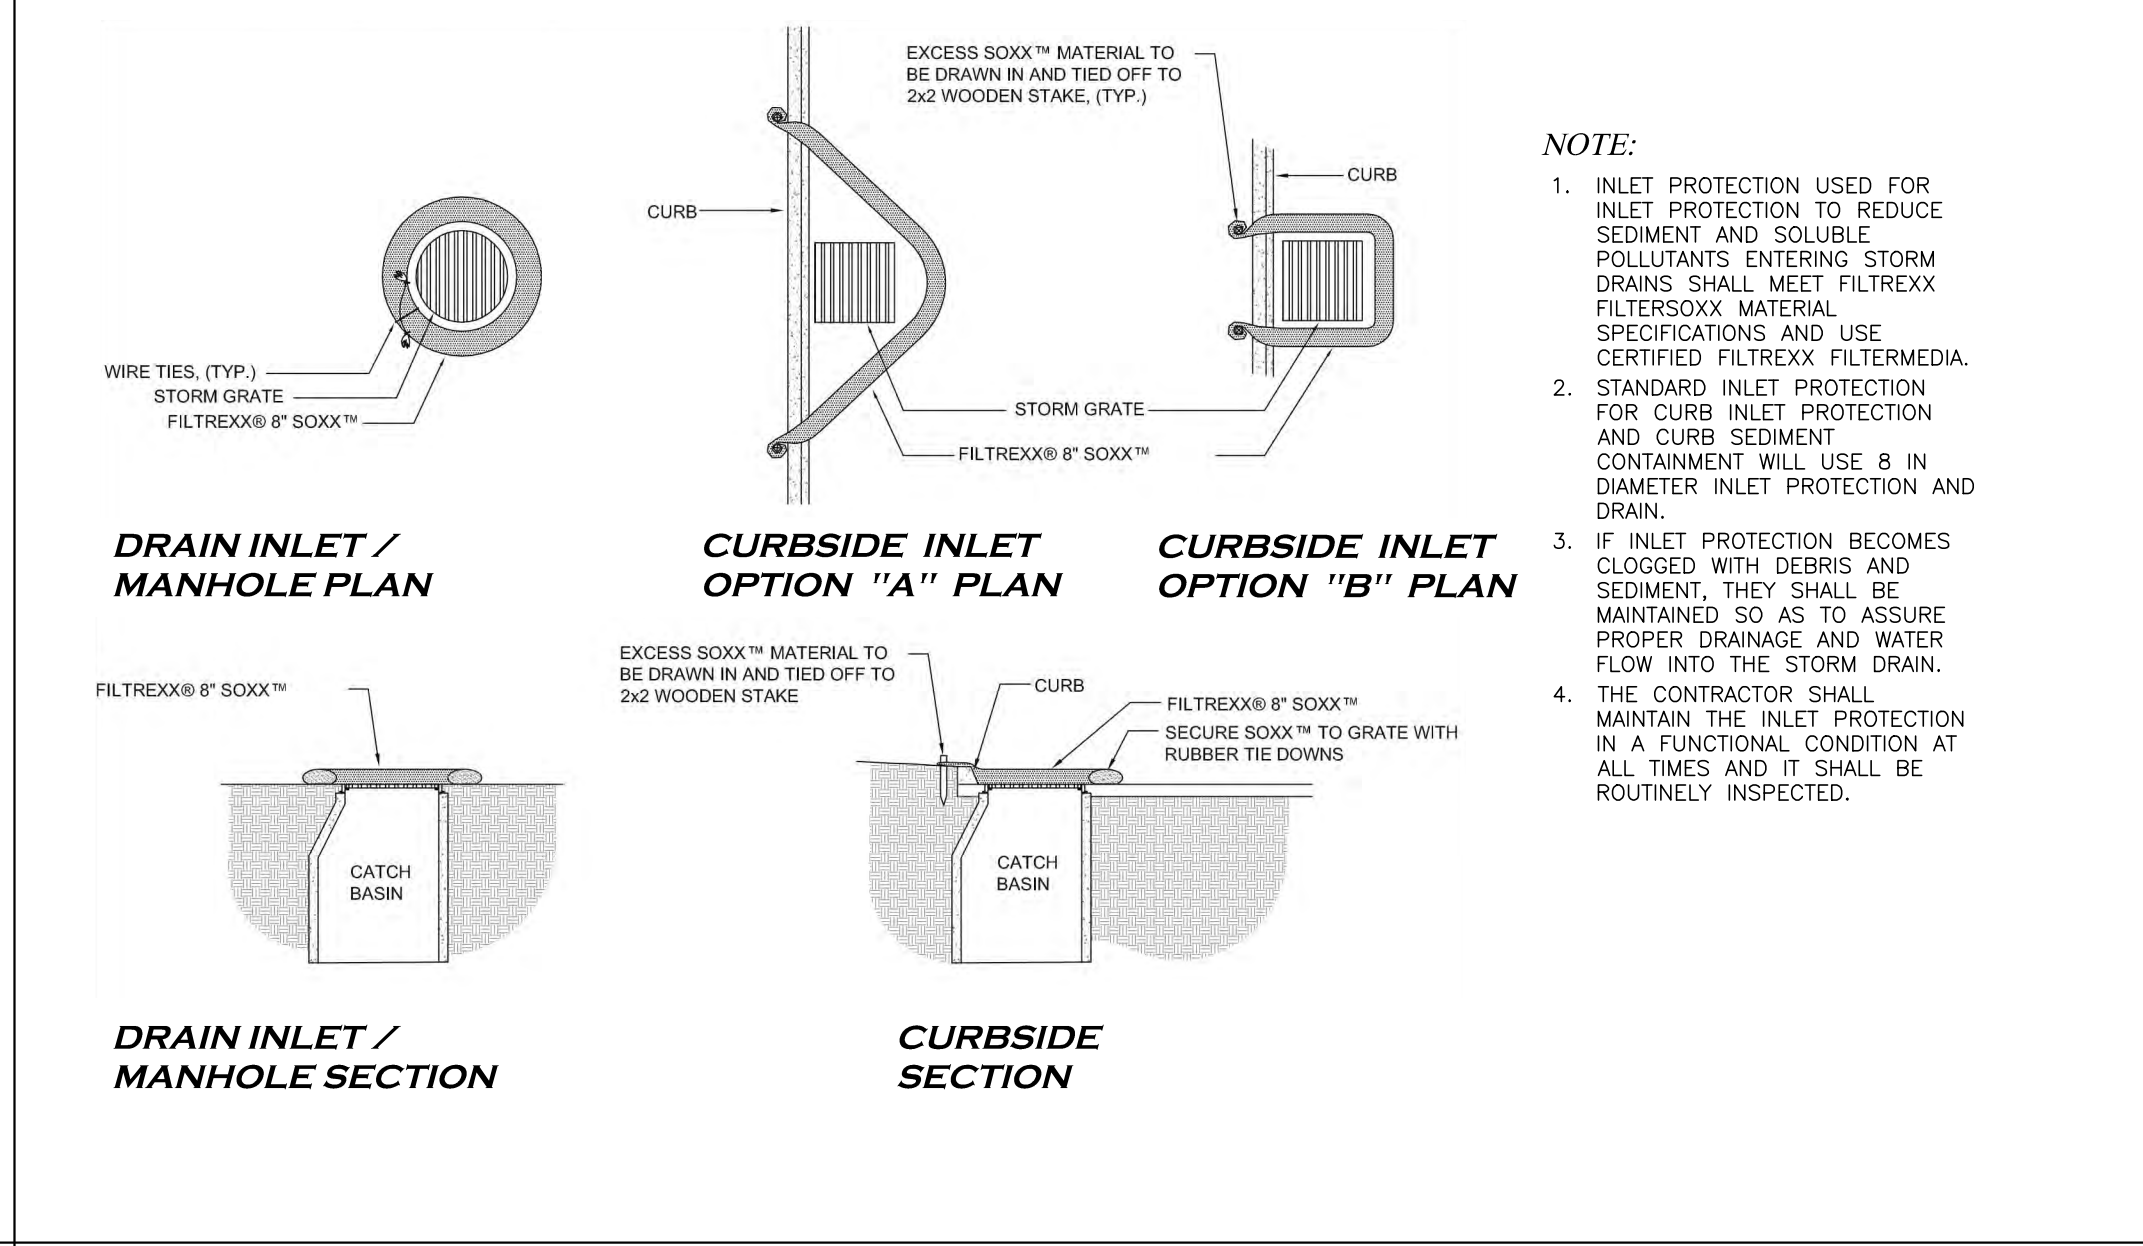 WIRE TIES, (TYP.)
STORM GRATE
FILTREXX® 8" SOXX™
DRAIN INLET /
MANHOLE PLAN
CURB
EXCESS SOXX™ MATERIAL TO
BE DRAWN IN AND TIED OFF TO
2x2 WOODEN STAKE, (TYP.)
CURB
STORM GRATE
FILTREXX® 8" SOXX™
CURBSIDE INLET
OPTION "A" PLAN
CURBSIDE INLET
OPTION "B" PLAN
FILTREXX® 8" SOXX™
CATCH
BASIN
DRAIN INLET /
MANHOLE SECTION
EXCESS SOXX™ MATERIAL TO
BE DRAWN IN AND TIED OFF TO
2x2 WOODEN STAKE
CURB
FILTREXX® 8" SOXX™
SECURE SOXX™ TO GRATE WITH
RUBBER TIE DOWNS
CATCH
BASIN
CURBSIDE
SECTION
NOTE:
1. INLET PROTECTION USED FOR
INLET PROTECTION TO REDUCE
SEDIMENT AND SOLUBLE
POLLUTANTS ENTERING STORM
DRAINS SHALL MEET FILTREXX
FILTERSOXX MATERIAL
SPECIFICATIONS AND USE
CERTIFIED FILTREXX FILTERMEDIA.
2. STANDARD INLET PROTECTION
FOR CURB INLET PROTECTION
AND CURB SEDIMENT
CONTAINMENT WILL USE 8 IN
DIAMETER INLET PROTECTION AND
DRAIN.
3. IF INLET PROTECTION BECOMES
CLOGGED WITH DEBRIS AND
SEDIMENT, THEY SHALL BE
MAINTAINED SO AS TO ASSURE
PROPER DRAINAGE AND WATER
FLOW INTO THE STORM DRAIN.
4. THE CONTRACTOR SHALL
MAINTAIN THE INLET PROTECTION
IN A FUNCTIONAL CONDITION AT
ALL TIMES AND IT SHALL BE
ROUTINELY INSPECTED.